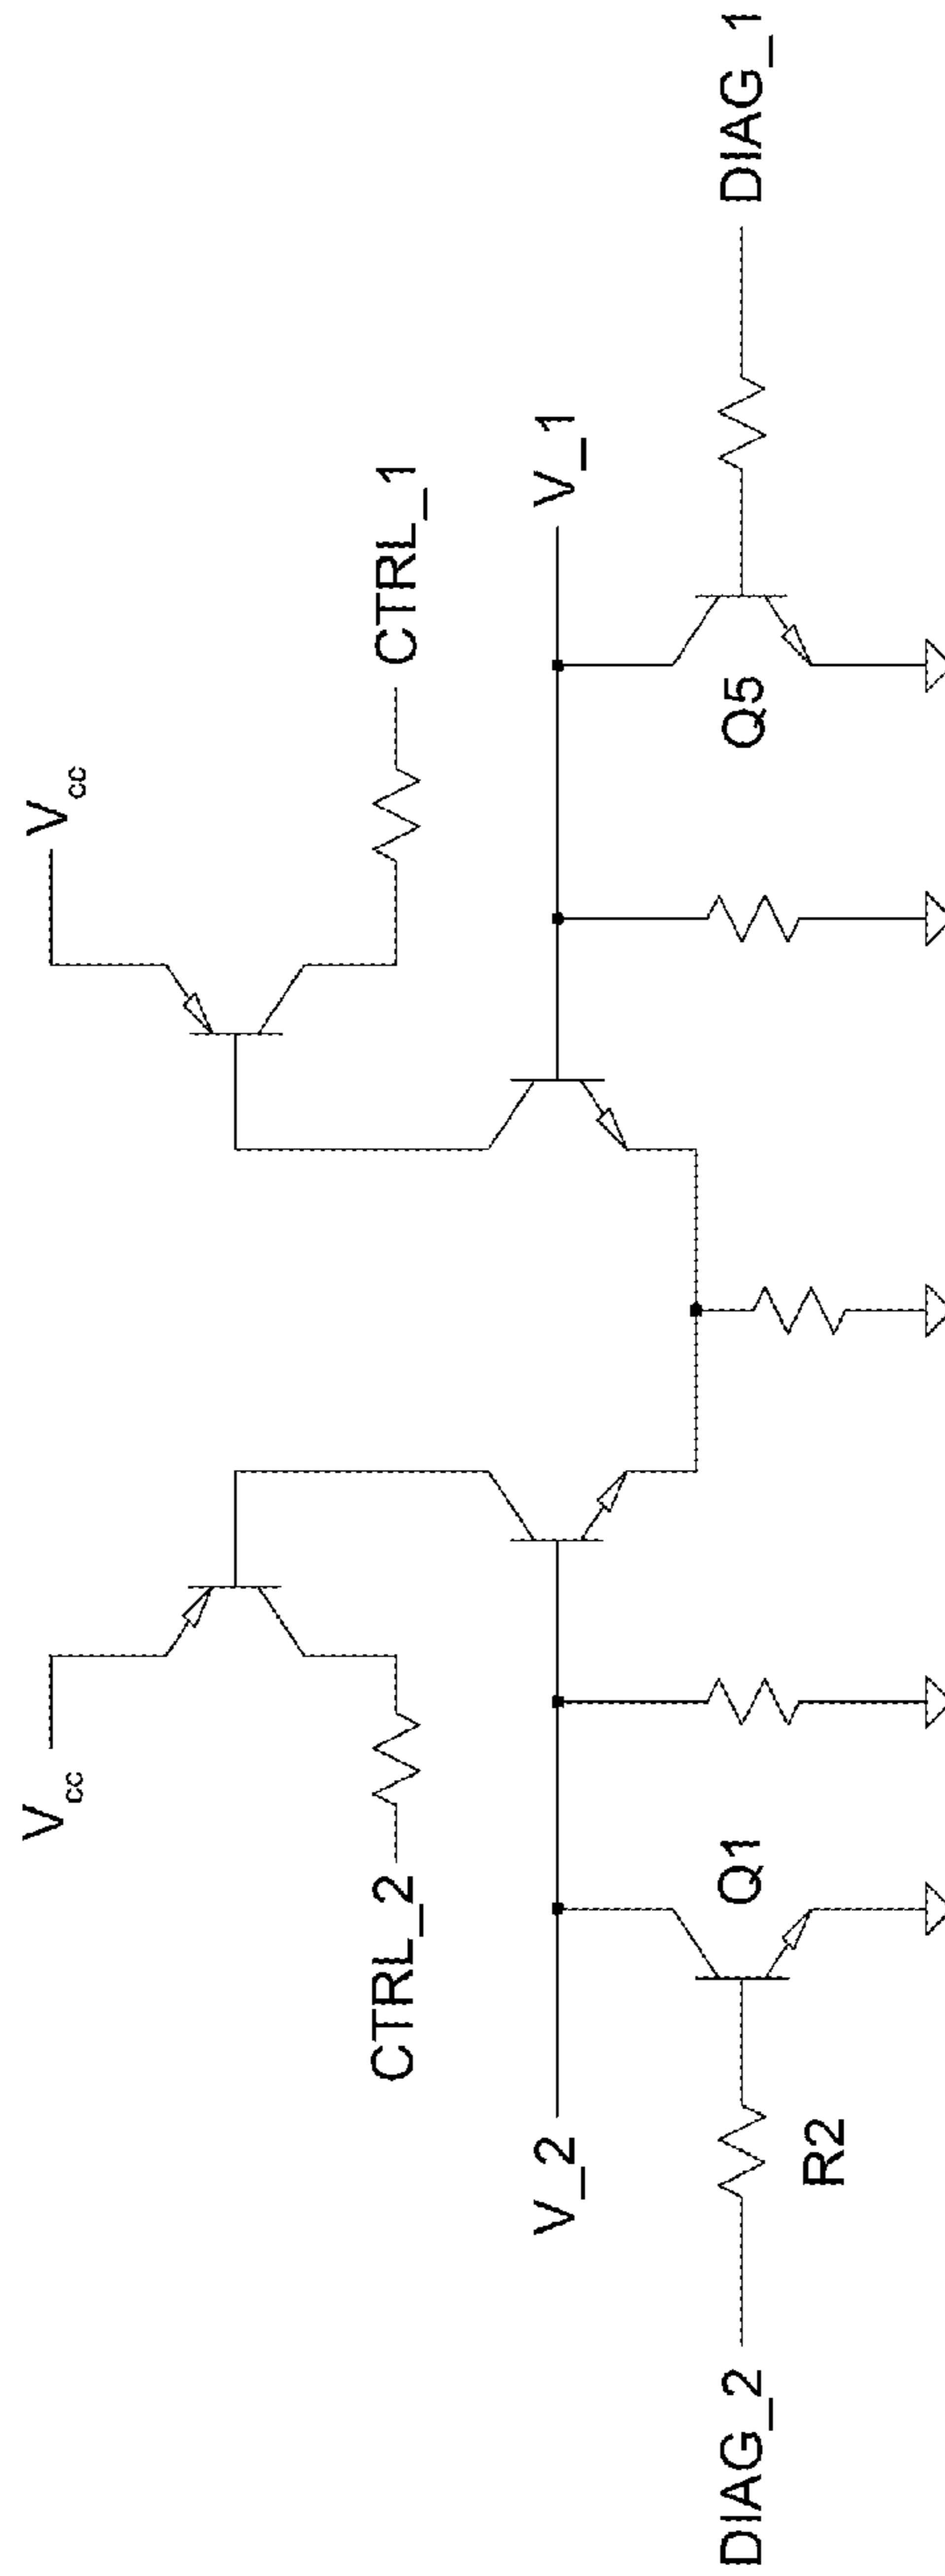 Vcc
Vcc
CTRL_2
CTRL_1
V_2
V_1
DIAG_2
Q1
Q5
DIAG_1
R2